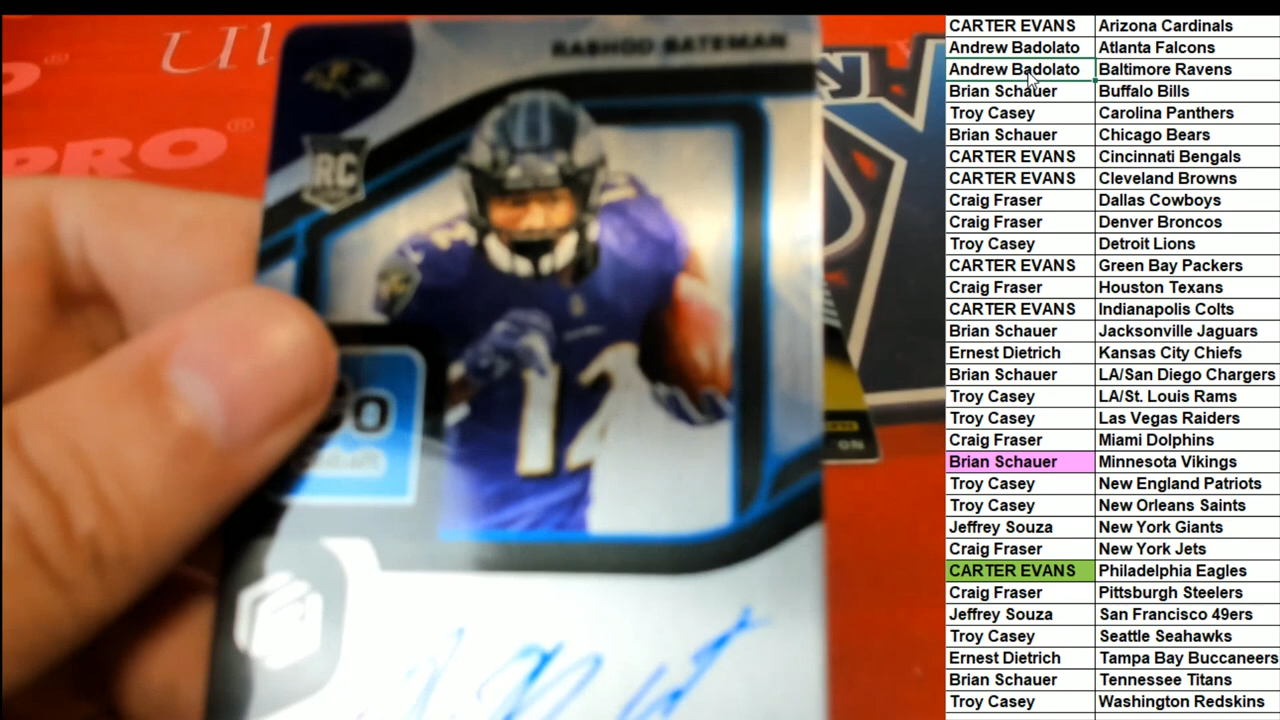 RASHOD BATEMAN
RC
12
PRO
ON
CARTER EVANS Arizona Cardinals
Andrew Badolato Atlanta Falcons
Andrew Badolato Baltimore Ravens
Brian Schauer Buffalo Bills
Troy Casey Carolina Panthers
Brian Schauer Chicago Bears
CARTER EVANS Cincinnati Bengals
CARTER EVANS Cleveland Browns
Craig Fraser Dallas Cowboys
Craig Fraser Denver Broncos
Troy Casey Detroit Lions
CARTER EVANS Green Bay Packers
Craig Fraser Houston Texans
CARTER EVANS Indianapolis Colts
Brian Schauer Jacksonville Jaguars
Ernest Dietrich Kansas City Chiefs
Brian Schauer LA/San Diego Chargers
Troy Casey LA/St. Louis Rams
Troy Casey Las Vegas Raiders
Craig Fraser Miami Dolphins
Brian Schauer Minnesota Vikings
Troy Casey New England Patriots
Troy Casey New Orleans Saints
Jeffrey Souza New York Giants
Craig Fraser New York Jets
CARTER EVANS Philadelphia Eagles
Craig Fraser Pittsburgh Steelers
Jeffrey Souza San Francisco 49ers
Troy Casey Seattle Seahawks
Ernest Dietrich Tampa Bay Buccaneers
Brian Schauer Tennessee Titans
Troy Casey Washington Redskins